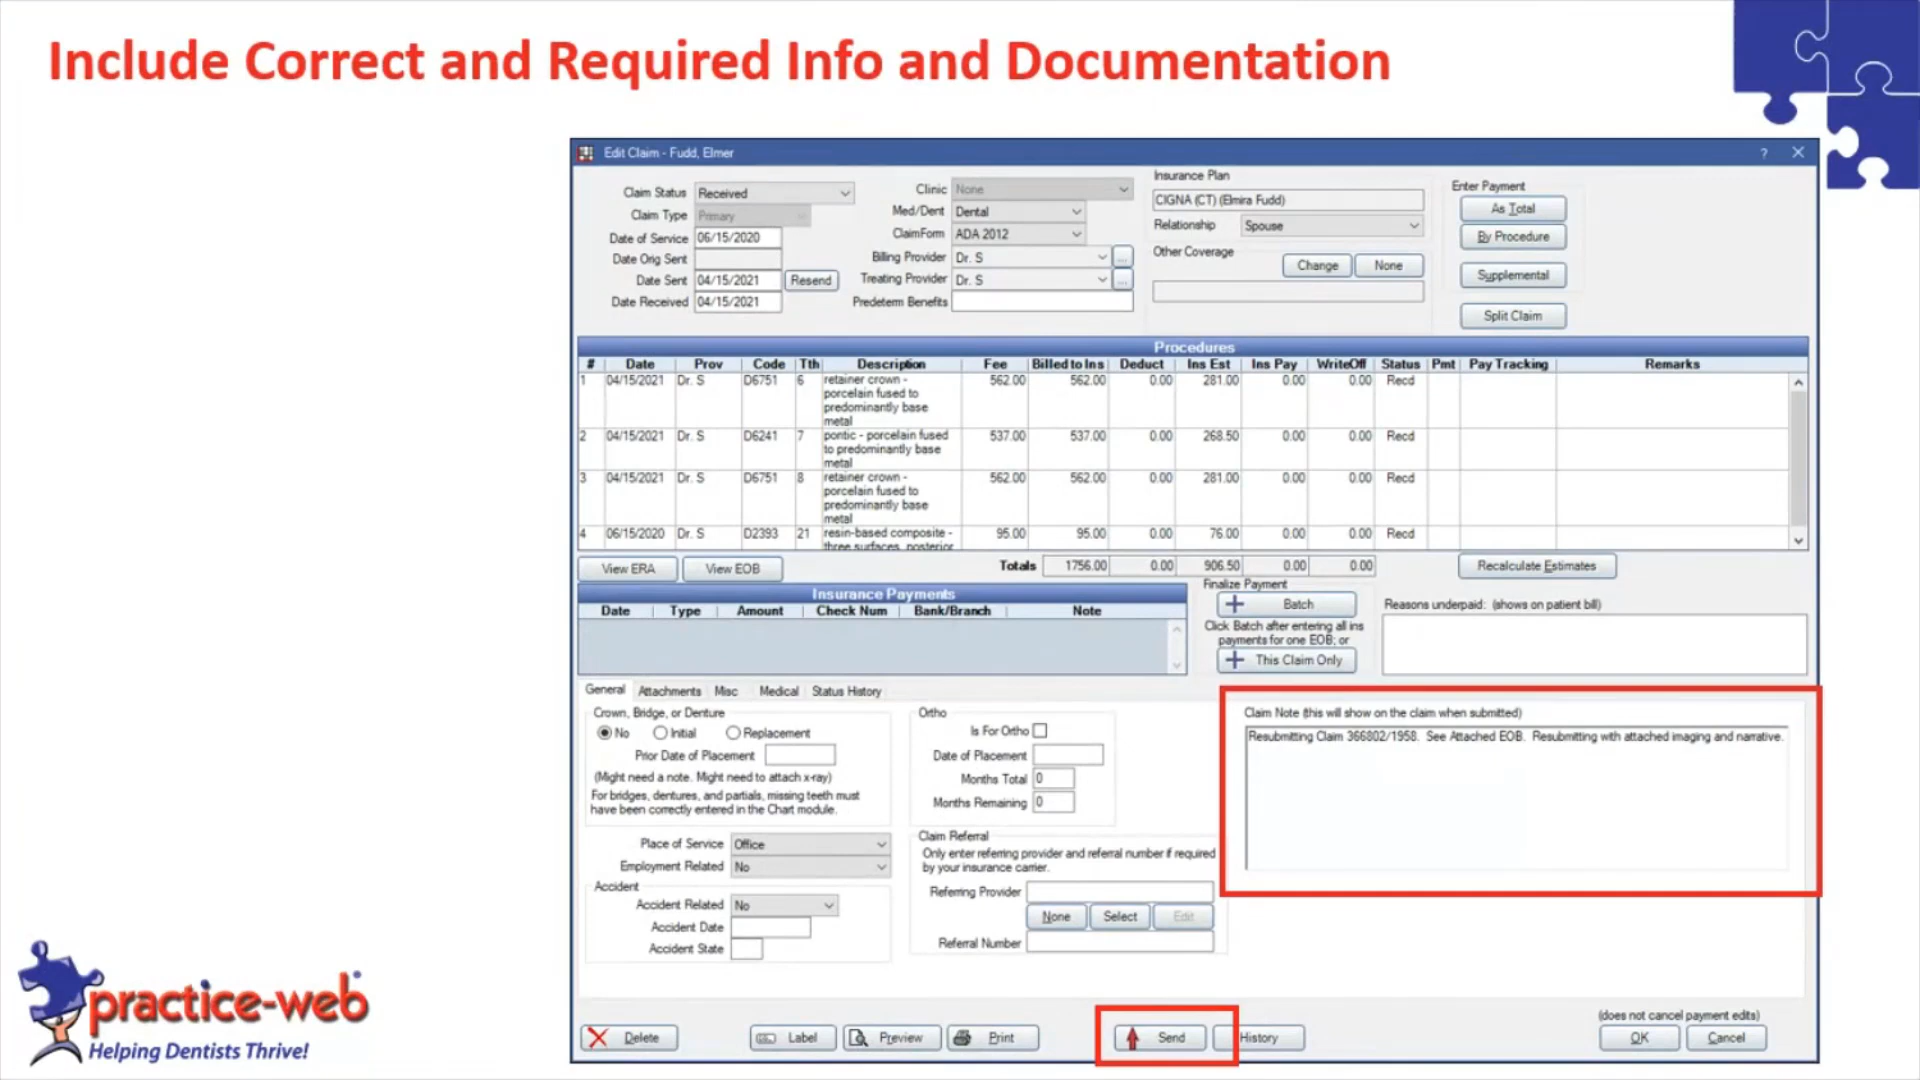 Include Correct and Required Info and Documentation
Edit Claim - Fudd, Elmer
?
Claim Status Received
Claim Type Primary
Date of Service 06/15/2020
Date Orig Sent
Date Sent 04/15/2021 Resend
Date Received 04/15/2021
Clinic None
Med/Dent Dental
ClaimForm ADA 2012
Billing Provider Dr. S ...
Treating Provider Dr. S ...
Predeterm Benefits
Insurance Plan
CIGNA (CT) (Elmira Fudd)
Relationship Spouse
Other Coverage
Change None
Enter Payment
As Total
By Procedure
Supplemental
Split Claim
Procedures
# Date Prov Code Tth Description Fee Billed to Ins Deduct Ins Est Ins Pay WriteOff Status Pmt Pay Tracking Remarks
1 04/15/2021 Dr. S D6751 6 retainer crown - 562.00 562.00 0.00 281.00 0.00 0.00 Recd
porcelain fused to
predominantly base
metal
2 04/15/2021 Dr. S D6241 7 pontic - porcelain fused 537.00 537.00 0.00 268.50 0.00 0.00 Recd
to predominantly base
metal
3 04/15/2021 Dr. S D6751 8 retainer crown - 562.00 562.00 0.00 281.00 0.00 0.00 Recd
porcelain fused to
predominantly base
metal
4 06/15/2020 Dr. S D2393 21 resin-based composite - 95.00 95.00 0.00 76.00 0.00 0.00 Recd
three surfaces, posterior
View ERA View EOB
Totals 1756.00 0.00 906.50 0.00 0.00
Recalculate Estimates
Insurance Payments
Date Type Amount Check Num Bank/Branch Note
Finalize Payment
Batch
Click Batch after entering all ins
payments for one EOB; or
This Claim Only
Reasons underpaid: (shows on patient bill)
General Attachments Misc Medical Status History
Crown, Bridge, or Denture
No Initial Replacement
Prior Date of Placement
(Might need a note. Might need to attach x-ray)
For bridges, dentures, and partials, missing teeth must
have been correctly entered in the Chart module.
Place of Service Office
Employment Related No
Accident
Accident Related No
Accident Date
Accident State
Ortho
Is For Ortho
Date of Placement
Months Total 0
Months Remaining 0
Claim Referral
Only enter referring provider and referral number if required
by your insurance carrier.
Referring Provider
None Select Edit
Referral Number
Claim Note (this will show on the claim when submitted)
Resubmitting Claim 366802/1958. See Attached EOB. Resubmitting with attached imaging and narrative.
Delete Label Preview Print Send History
(does not cancel payment edits)
OK Cancel
practice-web
Helping Dentists Thrive!